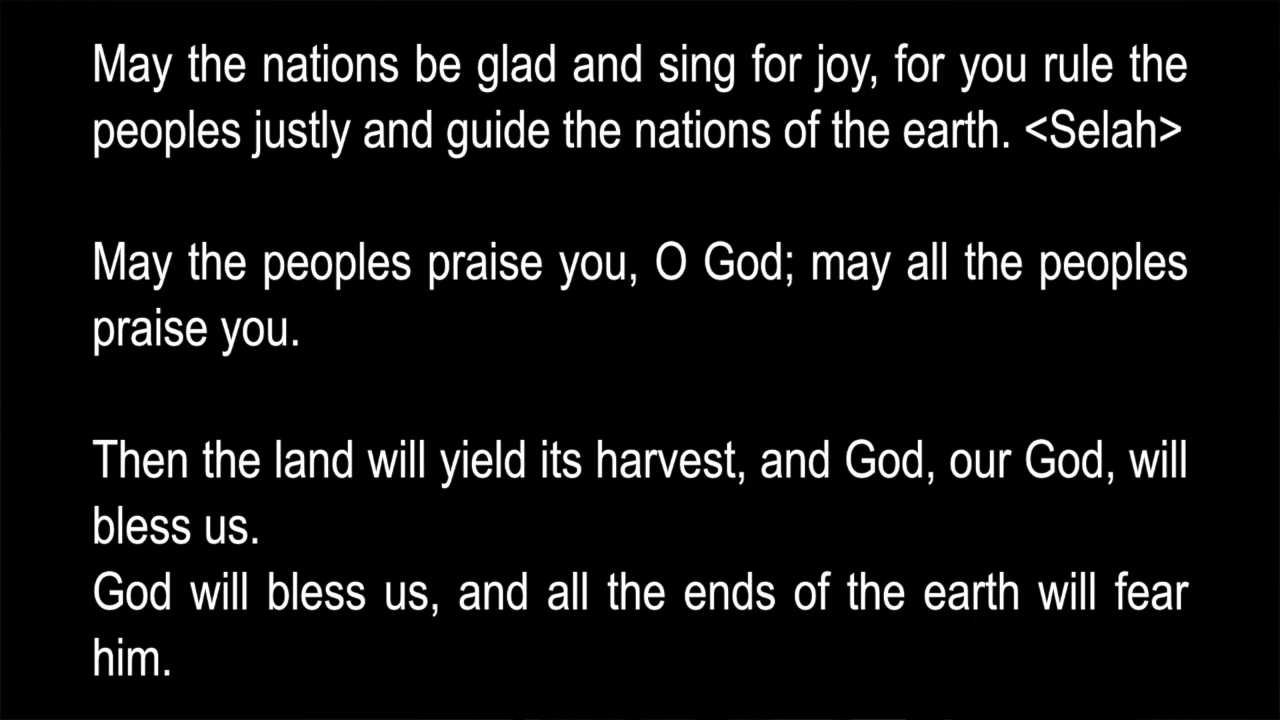 May the nations be glad and sing for joy, for you rule the
peoples justly and guide the nations of the earth. <Selah>
May the peoples praise you, O God; may all the peoples
praise you.
Then the land will yield its harvest, and God, our God, will
bless us.
God will bless us, and all the ends of the earth will fear
him.